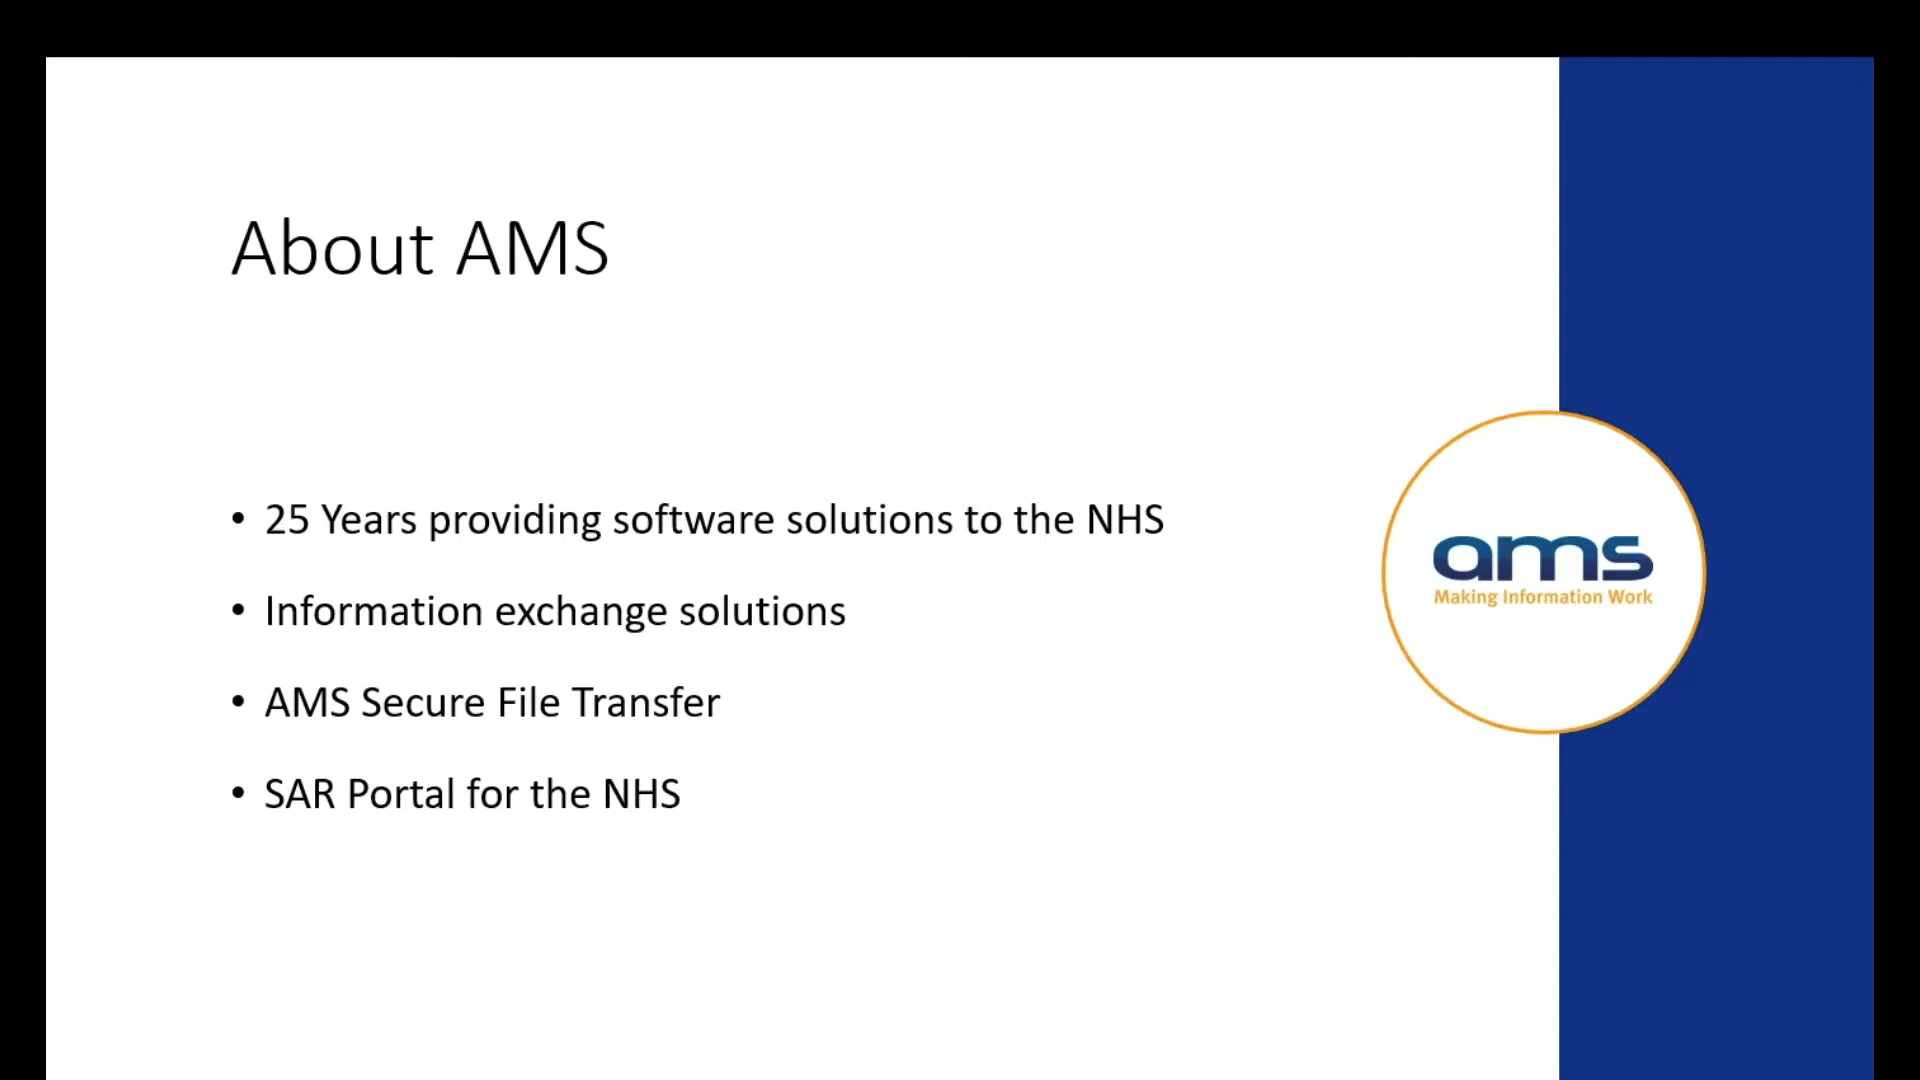 About AMS
• 25 Years providing software solutions to the NHS
• Information exchange solutions
• AMS Secure File Transfer
• SAR Portal for the NHS
ams
Making Information Work